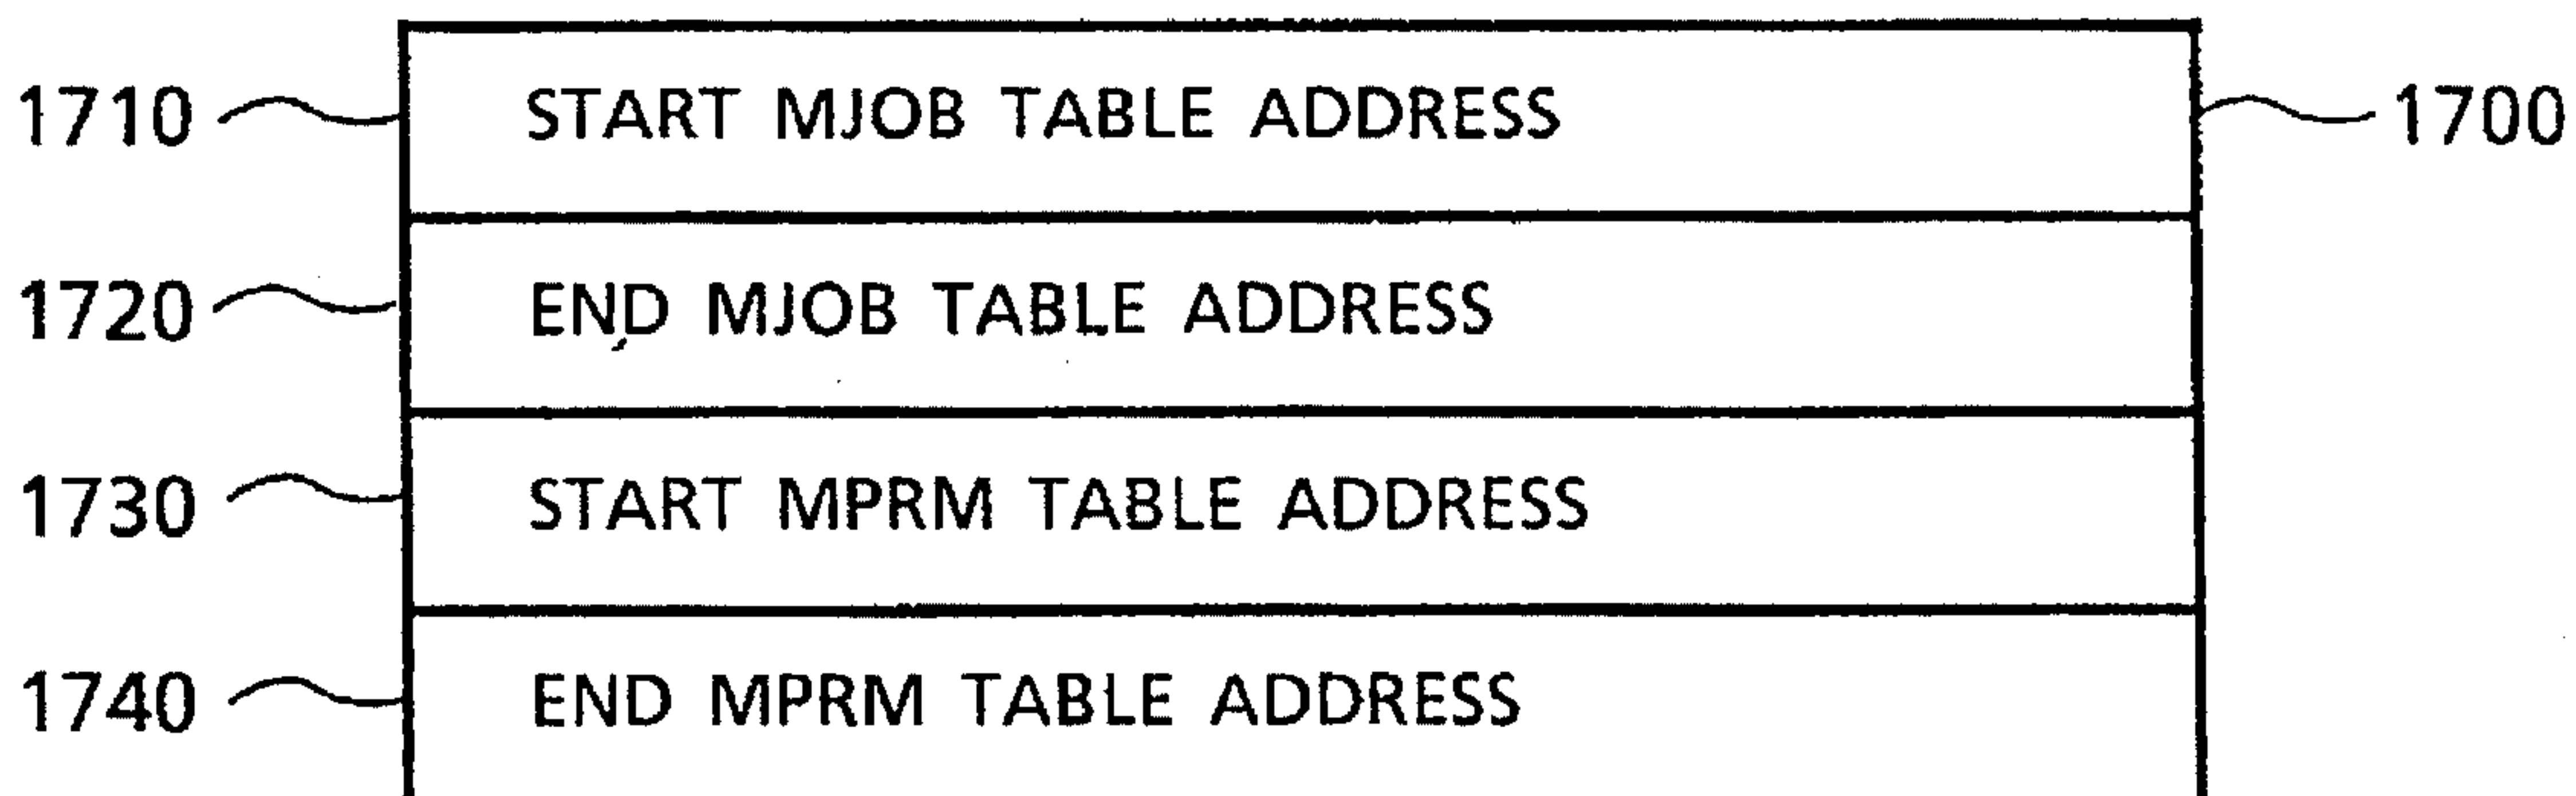 1710 START MJOB TABLE ADDRESS 1700
1720 END MJOB TABLE ADDRESS
1730 START MPRM TABLE ADDRESS
1740 END MPRM TABLE ADDRESS